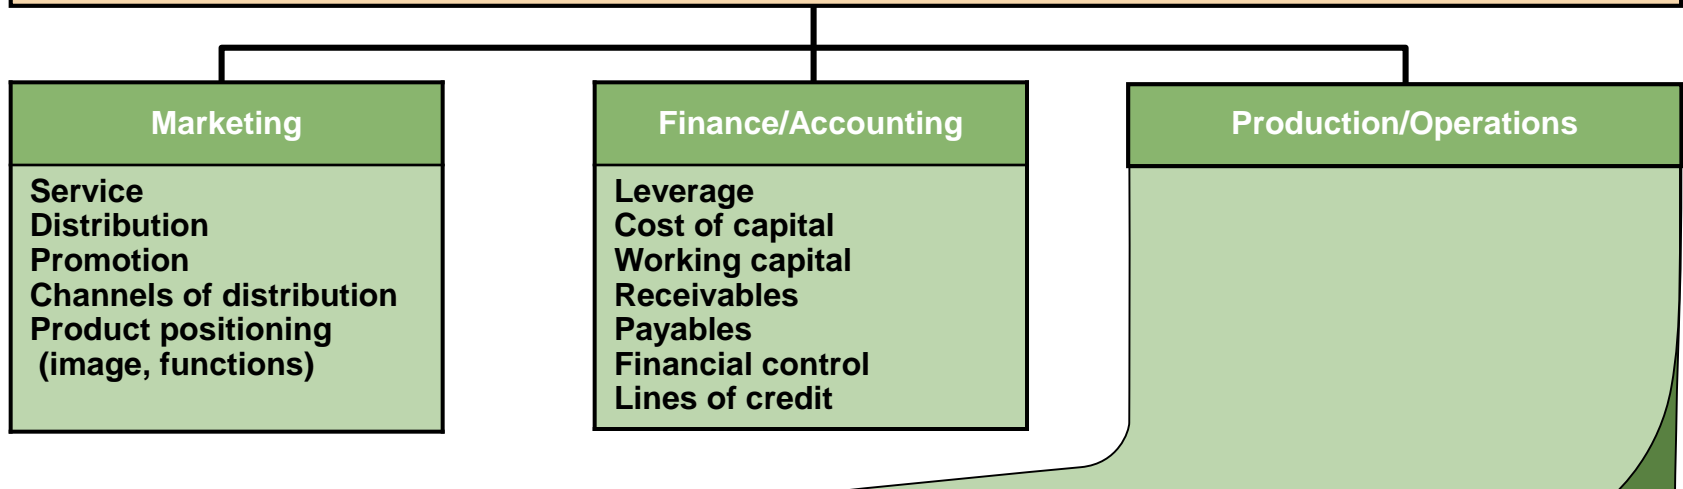 Marketing
Service
Distribution
Promotion
Channels of distribution
Product positioning
(image, functions)
Finance/Accounting
Leverage
Cost of capital
Working capital
Receivables
Payables
Financial control
Lines of credit
Production/Operations